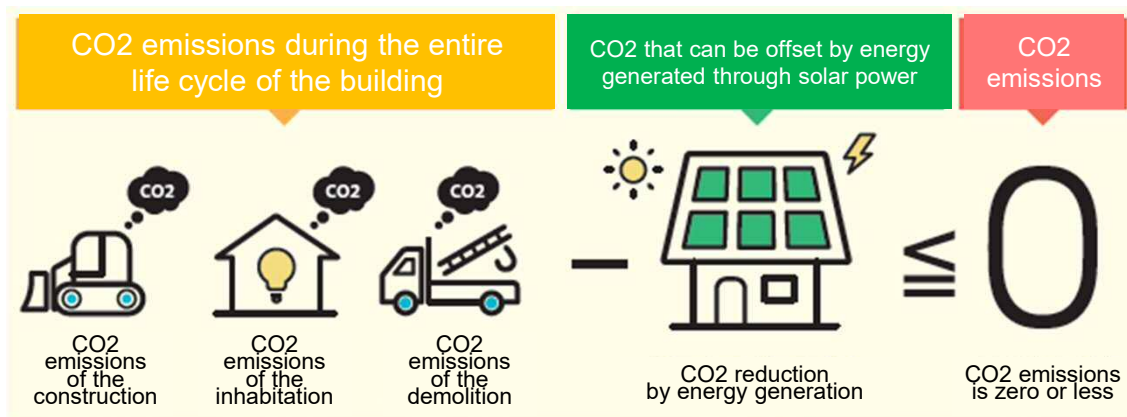 CO2 emissions during the entire
life cycle of the building
CO2 that can be offset by energy
generated through solar power
CO2
emissions
CO2
CO2
CO2
−
≦
0
CO2
emissions
of the
construction
CO2
emissions
of the
inhabitation
CO2
emissions
of the
demolition
CO2 reduction
by energy generation
CO2 emissions
is zero or less